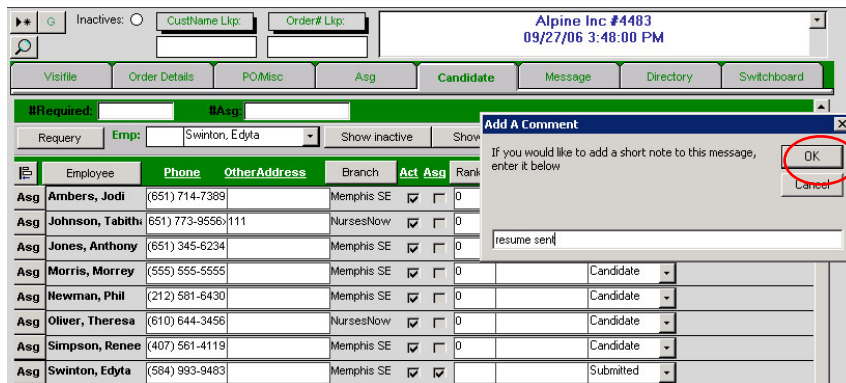 G Inactives: CustName Lkp: Order# Lkp: Alpine Inc #4483
09/27/06 3:48:00 PM
Visifile Order Details PO/Misc Asg Candidate Message Directory Switchboard
#Required: #Asg:
Requery Emp: Swinton, Edyta Show inactive Show
Add A Comment
If you would like to add a short note to this message,
enter it below
OK
Cancel
resume sent
Employee Phone OtherAddress Branch Act Asg Rank
Asg Ambers, Jodi (651) 714-7389 Memphis SE 0
Asg Johnson, Tabitha 651) 773-9556x111 NursesNow 0
Asg Jones, Anthony (651) 345-6234 Memphis SE 0
Asg Morris, Morrey (555) 555-5555 Memphis SE 0 Candidate
Asg Newman, Phil (212) 581-6430 Memphis SE 0 Candidate
Asg Oliver, Theresa (610) 644-3456 NursesNow 0 Candidate
Asg Simpson, Renee (407) 561-4119 Memphis SE 0 Candidate
Asg Swinton, Edyta (584) 993-9483 Memphis SE Submitted